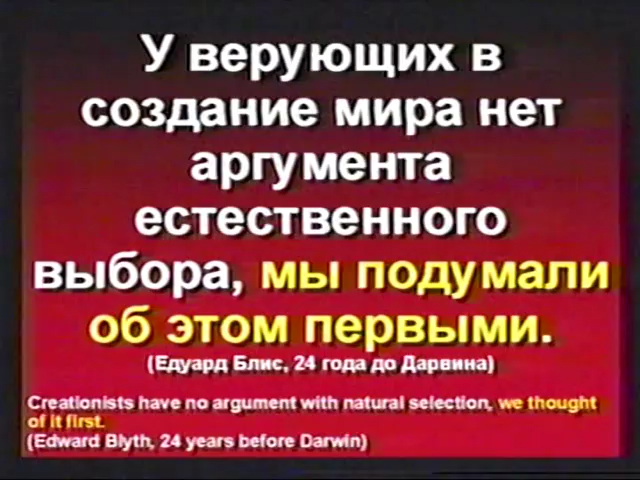 У верующих в
создание мира нет
аргумента
естественного
выбора, мы подумали
об этом первыми.
(Едуард Блис, 24 года до Дарвина)
Creationists have no argument with natural selection, we thought
of it first.
(Edward Blyth, 24 years before Darwin)